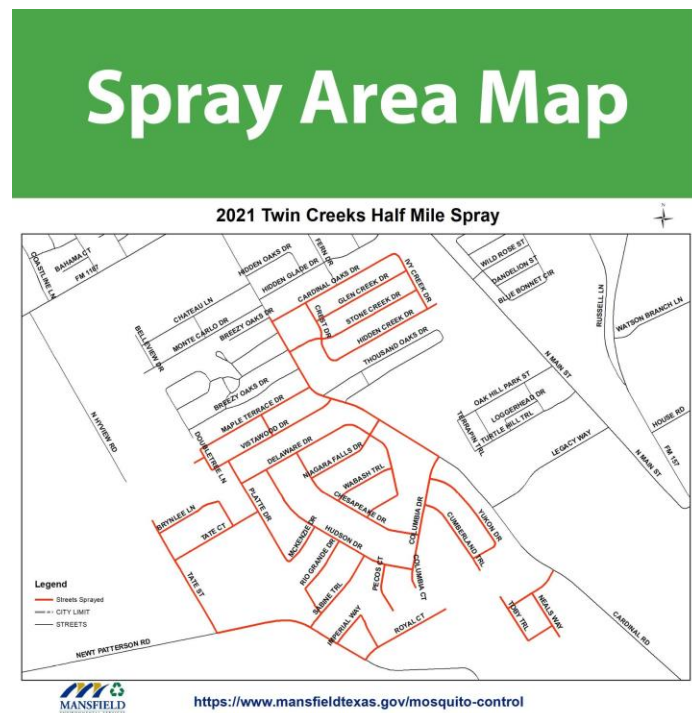 Spray Area Map
2021 Twin Creeks Half Mile Spray
N
COASTLINE LN
BAHAMA CT
FM 1187
HIDDEN OAKS DR
FERN DR
HIDDEN GLADE DR
CARDINAL OAKS DR
IVY CREEK DR
GLEN CREEK DR
CREST DR
STONE CREEK DR
HIDDEN CREEK DR
THOUSAND OAKS DR
CHATEAU LN
MONTE CARLO DR
BREEZY OAKS DR
BELLEVIEW DR
BREEZY OAKS DR
MAPLE TERRACE DR
VISTAWOOD DR
DOUBLETREE LN
N HYVIEW RD
WILD ROSE ST
DANDELION ST
BLUE BONNET CIR
RUSSELL LN
WATSON BRANCH LN
N MAIN ST
OAK HILL PARK ST
LOGGERHEAD DR
TURTLE HILL TRL
TERRAPIN TRL
LEGACY WAY
HOUSE RD
FM 157
N MAIN ST
DELAWARE DR
NIAGARA FALLS DR
WABASH TRL
CHESAPEAKE DR
PLATTE DR
MCKENZIE DR
HUDSON DR
COLUMBIA DR
YUKON DR
CUMBERLAND TRL
BRYNLEE LN
TATE CT
TATE ST
RIO GRANDE DR
SABINE TRL
PECOS CT
COLUMBIA CT
IMPERIAL WAY
ROYAL CT
TOBY TRL
NEALS WAY
CARDINAL RD
NEWT PATTERSON RD
Legend
Streets Sprayed
CITY LIMIT
STREETS
MANSFIELD
https://www.mansfieldtexas.gov/mosquito-control